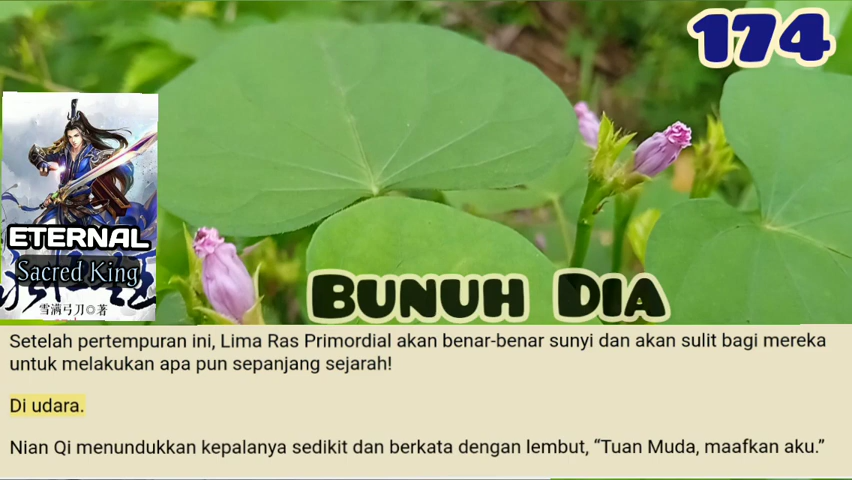 174
ETERNAL
Sacred King
雪满弓刀◎著
BUNUH DIA
Setelah pertempuran ini, Lima Ras Primordial akan benar-benar sunyi dan akan sulit bagi mereka
untuk melakukan apa pun sepanjang sejarah!
Di udara.
Nian Qi menundukkan kepalanya sedikit dan berkata dengan lembut, “Tuan Muda, maafkan aku.”